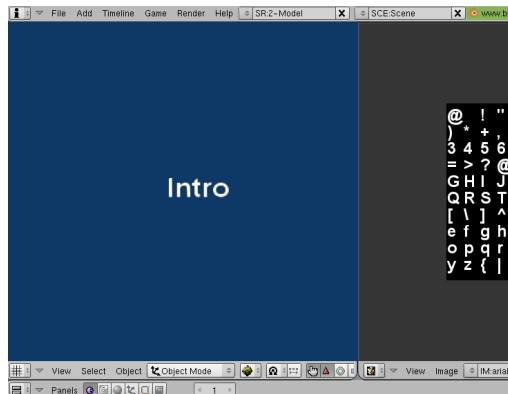 File Add Timeline Game Render Help SR:2-Model SCE:Scene www.b
Intro
@ ! "
) * + ,
3 4 5 6
= > ? @
G H I J
Q R S T
[ \ ] ^
e f g h
o p q r
y z { |
View Select Object Object Mode View Image IM:arial
Panels 1